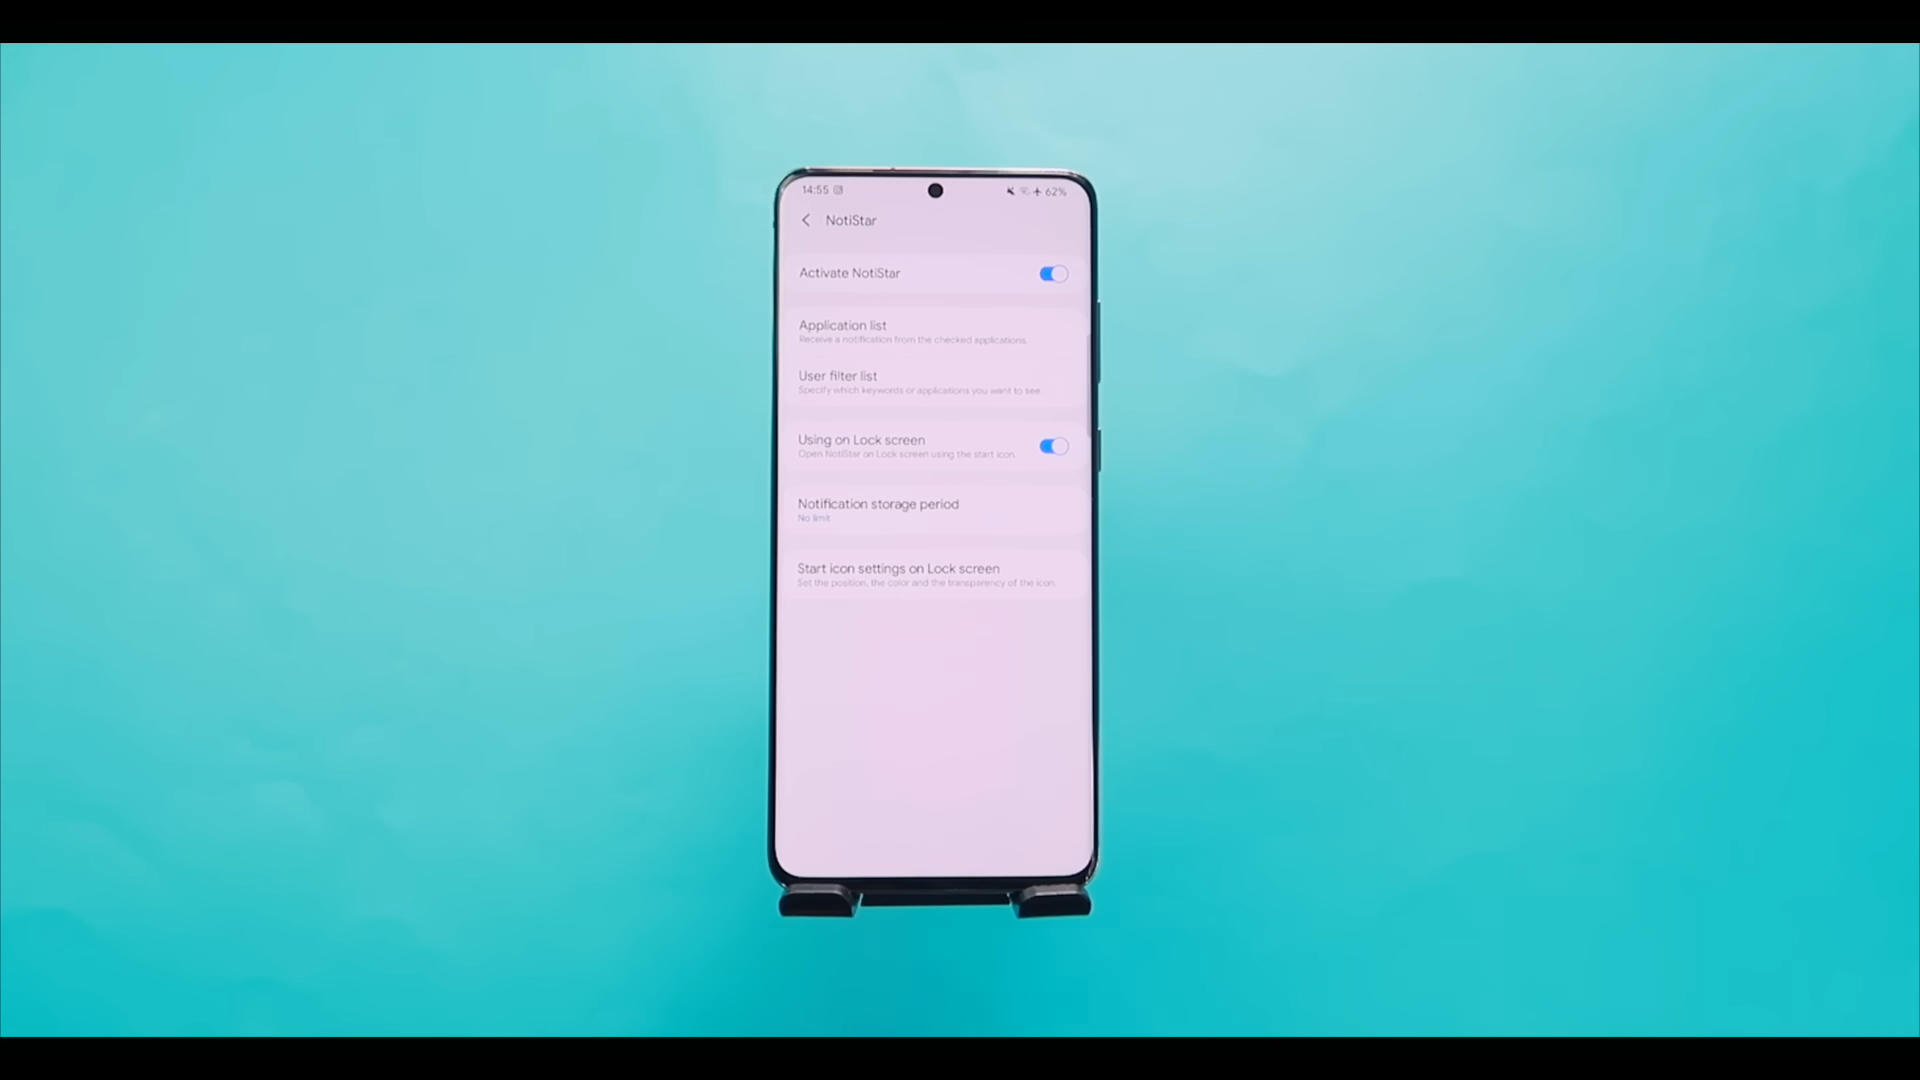 14:55 62%
NotiStar
Activate NotiStar
Application list
Receive a notification from the checked applications.
User filter list
Specify which keywords or applications you want to see.
Using on Lock screen
Open NotiStar on Lock screen using the start icon.
Notification storage period
No limit
Start icon settings on Lock screen
Set the position, the color and the transparency of the icon.